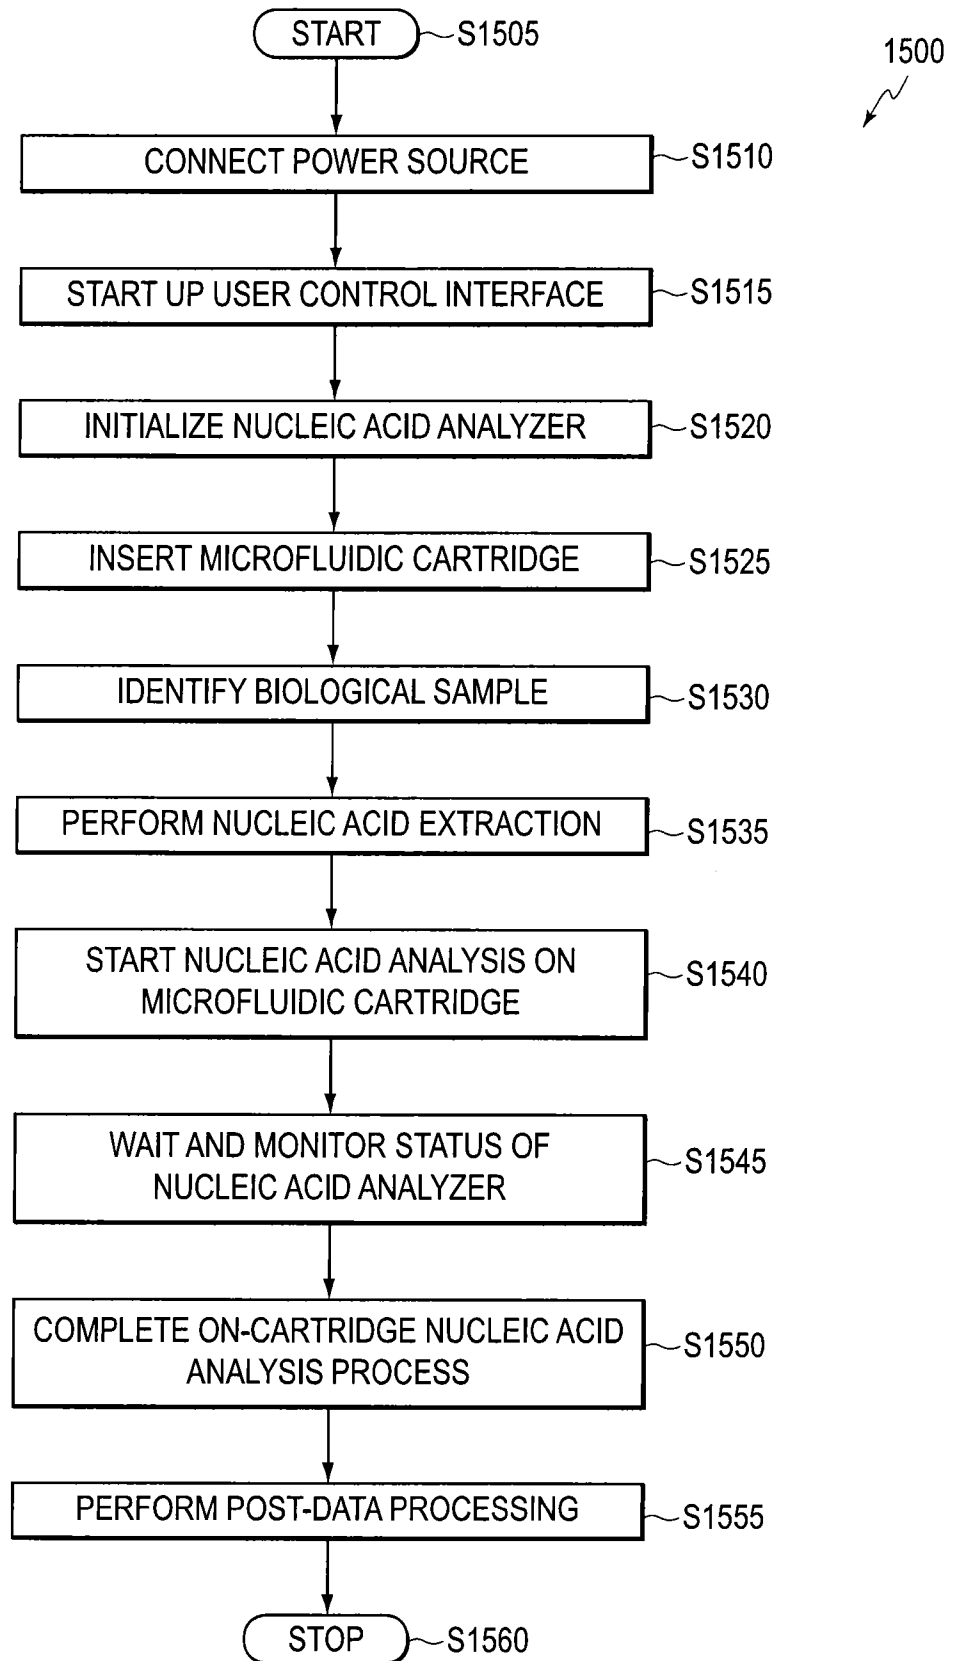 START S1505
1500
CONNECT POWER SOURCE S1510
START UP USER CONTROL INTERFACE S1515
INITIALIZE NUCLEIC ACID ANALYZER S1520
INSERT MICROFLUIDIC CARTRIDGE S1525
IDENTIFY BIOLOGICAL SAMPLE S1530
PERFORM NUCLEIC ACID EXTRACTION S1535
START NUCLEIC ACID ANALYSIS ON
MICROFLUIDIC CARTRIDGE
S1540
WAIT AND MONITOR STATUS OF
NUCLEIC ACID ANALYZER
S1545
COMPLETE ON-CARTRIDGE NUCLEIC ACID
ANALYSIS PROCESS
S1550
PERFORM POST-DATA PROCESSING S1555
STOP S1560